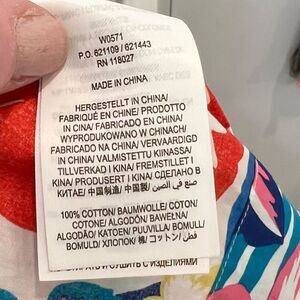 W0571
P.O. 621109 / 621443
RN 118027
MADE IN CHINA
HERGESTELLT IN CHINA/
FABRIQUÉ EN CHINE/ PRODOTTO
IN CINA/ FABRICADO EN CHINA/
WYPRODUKOWANO W CHINACH/
FABRICADO NA CHINA/ VERVAARDIGD
IN CHINA/ VALMISTETTU KIINASSA/
TILLVERKAD I KINA/ FREMSTILLET I
KINA/ PRODUSERT I KINA/ СДЕЛАНО В
КИТАЕ/ 中国制造/ 中国製/ صنع في الصين
100% COTTON/ BAUMWOLLE/ COTON/
COTONE/ ALGODÓN/ BAWEŁNA/
ALGODÃO/ KATOEN/ PUUVILLA/ BOMULL/
BOMULD/ ХЛОПОК/ 棉/ コットン/ قطن